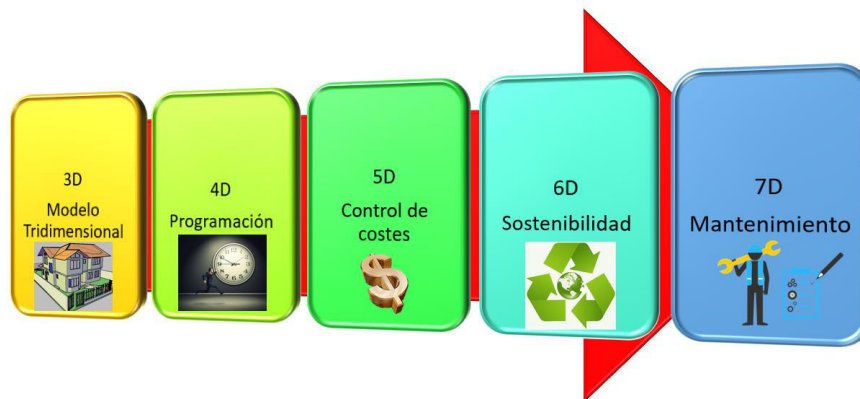 3D
Modelo
Tridimensional
4D
Programación
5D
Control de
costes
6D
Sostenibilidad
7D
Mantenimiento